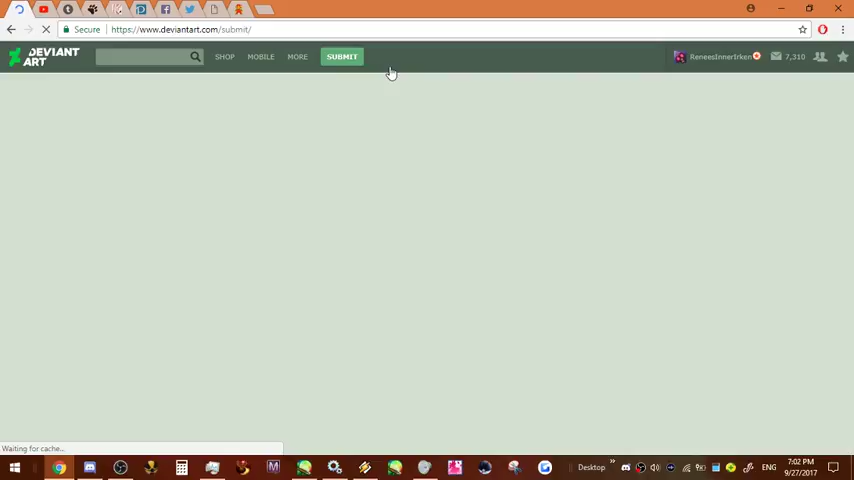 Secure https://www.deviantart.com/submit/
DEVIANT
ART
SHOP MOBILE MORE SUBMIT ReneesInnerIrken 7,310
Waiting for cache...
Desktop ENG 7:02 PM
9/27/2017